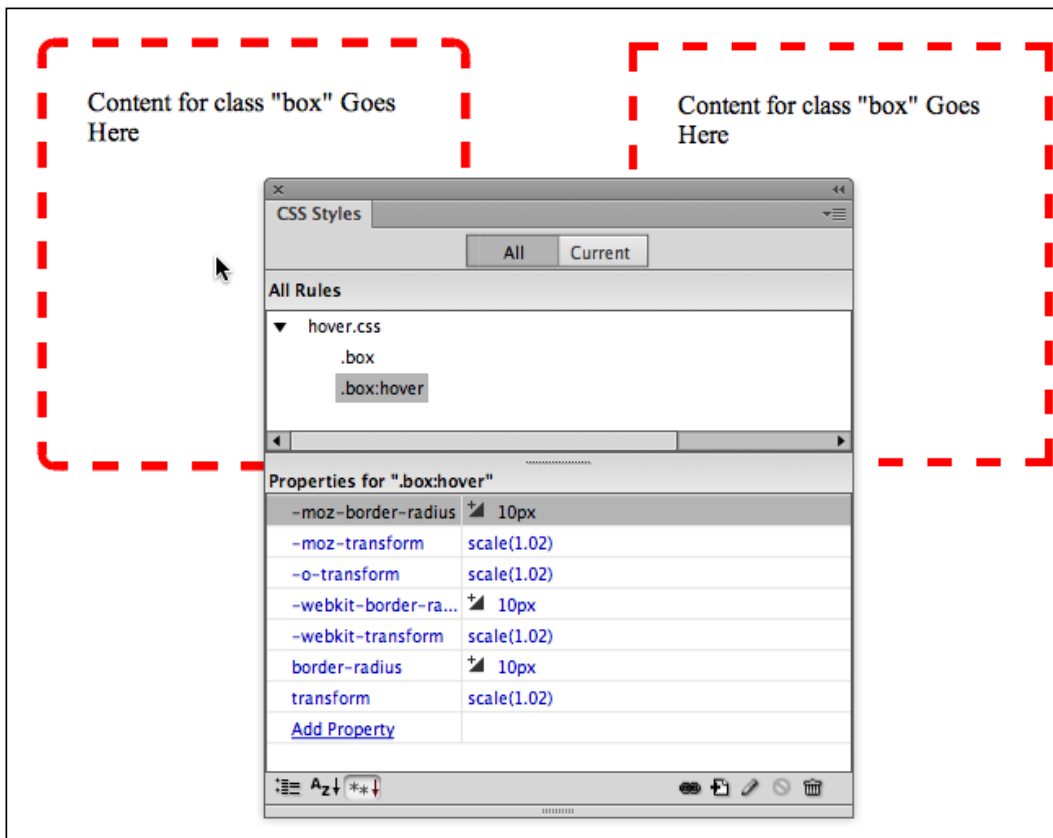 Content for class "box" Goes
Here
Content for class "box" Goes
Here
CSS Styles
All Current
All Rules
hover.css
.box
.box:hover
Properties for ".box:hover"
-moz-border-radius 10px
-moz-transform scale(1.02)
-o-transform scale(1.02)
-webkit-border-ra... 10px
-webkit-transform scale(1.02)
border-radius 10px
transform scale(1.02)
Add Property